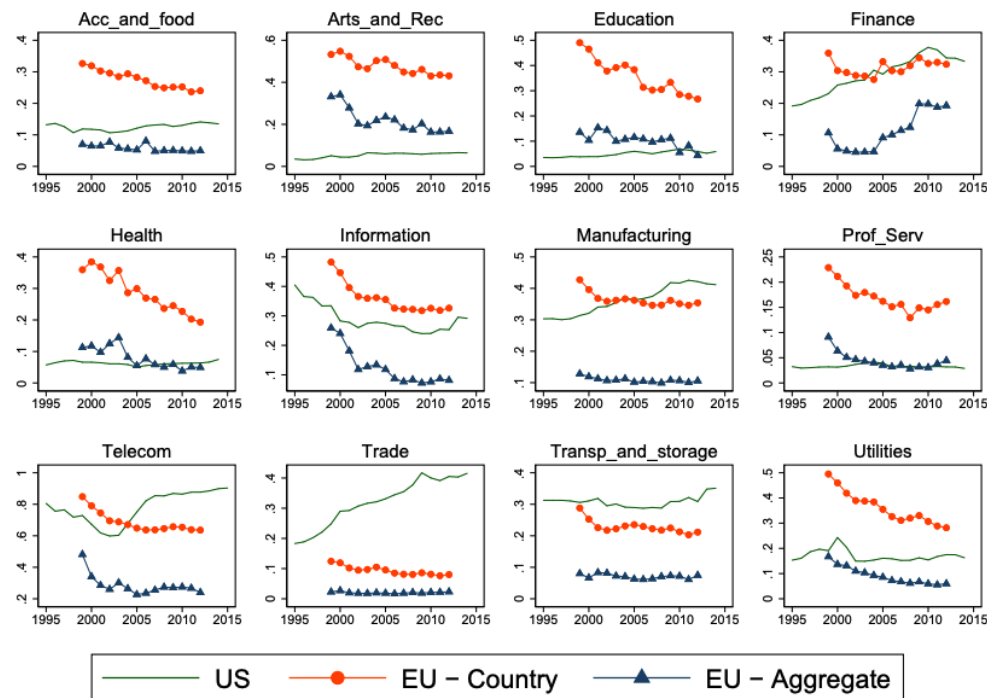 Acc_and_food
.4
.3
.2
.1
0
1995 2000 2005 2010 2015
Arts_and_Rec
.6
.4
.2
0
1995 2000 2005 2010 2015
Education
.5
.4
.3
.2
.1
0
1995 2000 2005 2010 2015
Finance
.4
.3
.2
.1
0
1995 2000 2005 2010 2015
Health
.4
.3
.2
.1
0
1995 2000 2005 2010 2015
Information
.5
.4
.3
.2
.1
1995 2000 2005 2010 2015
Manufacturing
.5
.4
.3
.2
.1
1995 2000 2005 2010 2015
Prof_Serv
.25
.2
.15
.1
.05
0
1995 2000 2005 2010 2015
Telecom
1
.8
.6
.4
.2
1995 2000 2005 2010 2015
Trade
.4
.3
.2
.1
0
1995 2000 2005 2010 2015
Transp_and_storage
.4
.3
.2
.1
0
1995 2000 2005 2010 2015
Utilities
.5
.4
.3
.2
.1
0
1995 2000 2005 2010 2015
US EU − Country EU − Aggregate